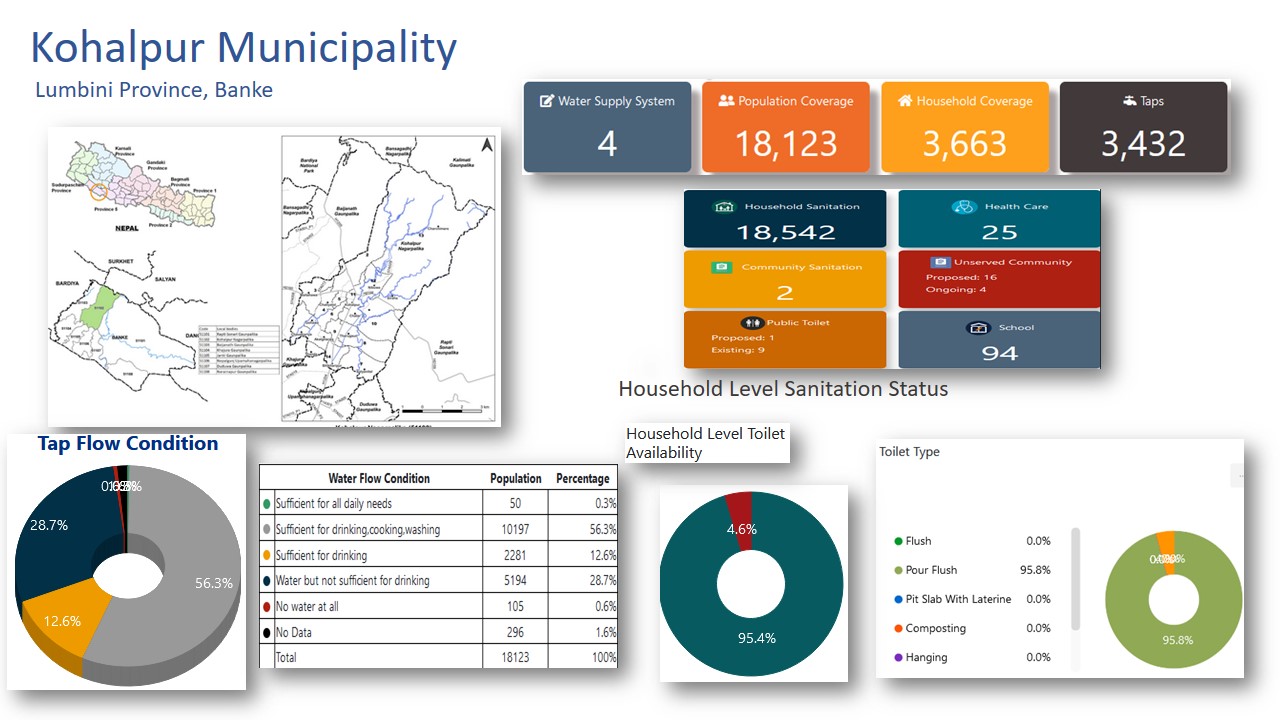 Kohalpur Municipality
Lumbini Province, Banke
Water Supply System
4
Population Coverage
18,123
Household Coverage
3,663
Taps
3,432
Household Sanitation
18,542
Health Care
25
Community Sanitation
2
Unserved Community
Proposed: 16
Ongoing: 4
Public Toilet
Proposed: 1
Existing: 9
School
94
Karnali
Province
Gandaki
Province
Bagmati
Province
Province 1
Sudurpaschim
Province
Province 5
Province 2
NEPAL
SURKHET
SALYAN
BARDIYA
BANKE
DANG
Bardiya
National
Park
Bansagadhi
Nagarpalika
Kalimati
Gaunpalika
Bansagadhi
Nagarpalika
Baijanath
Gaunpalika
Kohalpur
Nagarpalika
Rapti
Sonari
Gaunpalika
Khajura
Gaunpalika
Nepalgunj
Upamahanagarpalika
Duduwa
Gaunpalika
Household Level Sanitation Status
Tap Flow Condition
28.7%
56.3%
12.6%
Water Flow Condition Population Percentage
Sufficient for all daily needs 50 0.3%
Sufficient for drinking,cooking,washing 10197 56.3%
Sufficient for drinking 2281 12.6%
Water but not sufficient for drinking 5194 28.7%
No water at all 105 0.6%
No Data 296 1.6%
Total 18123 100%
Household Level Toilet
Availability
4.6%
95.4%
Toilet Type
Flush 0.0%
Pour Flush 95.8%
Pit Slab With Laterine 0.0%
Composting 0.0%
Hanging 0.0%
95.8%